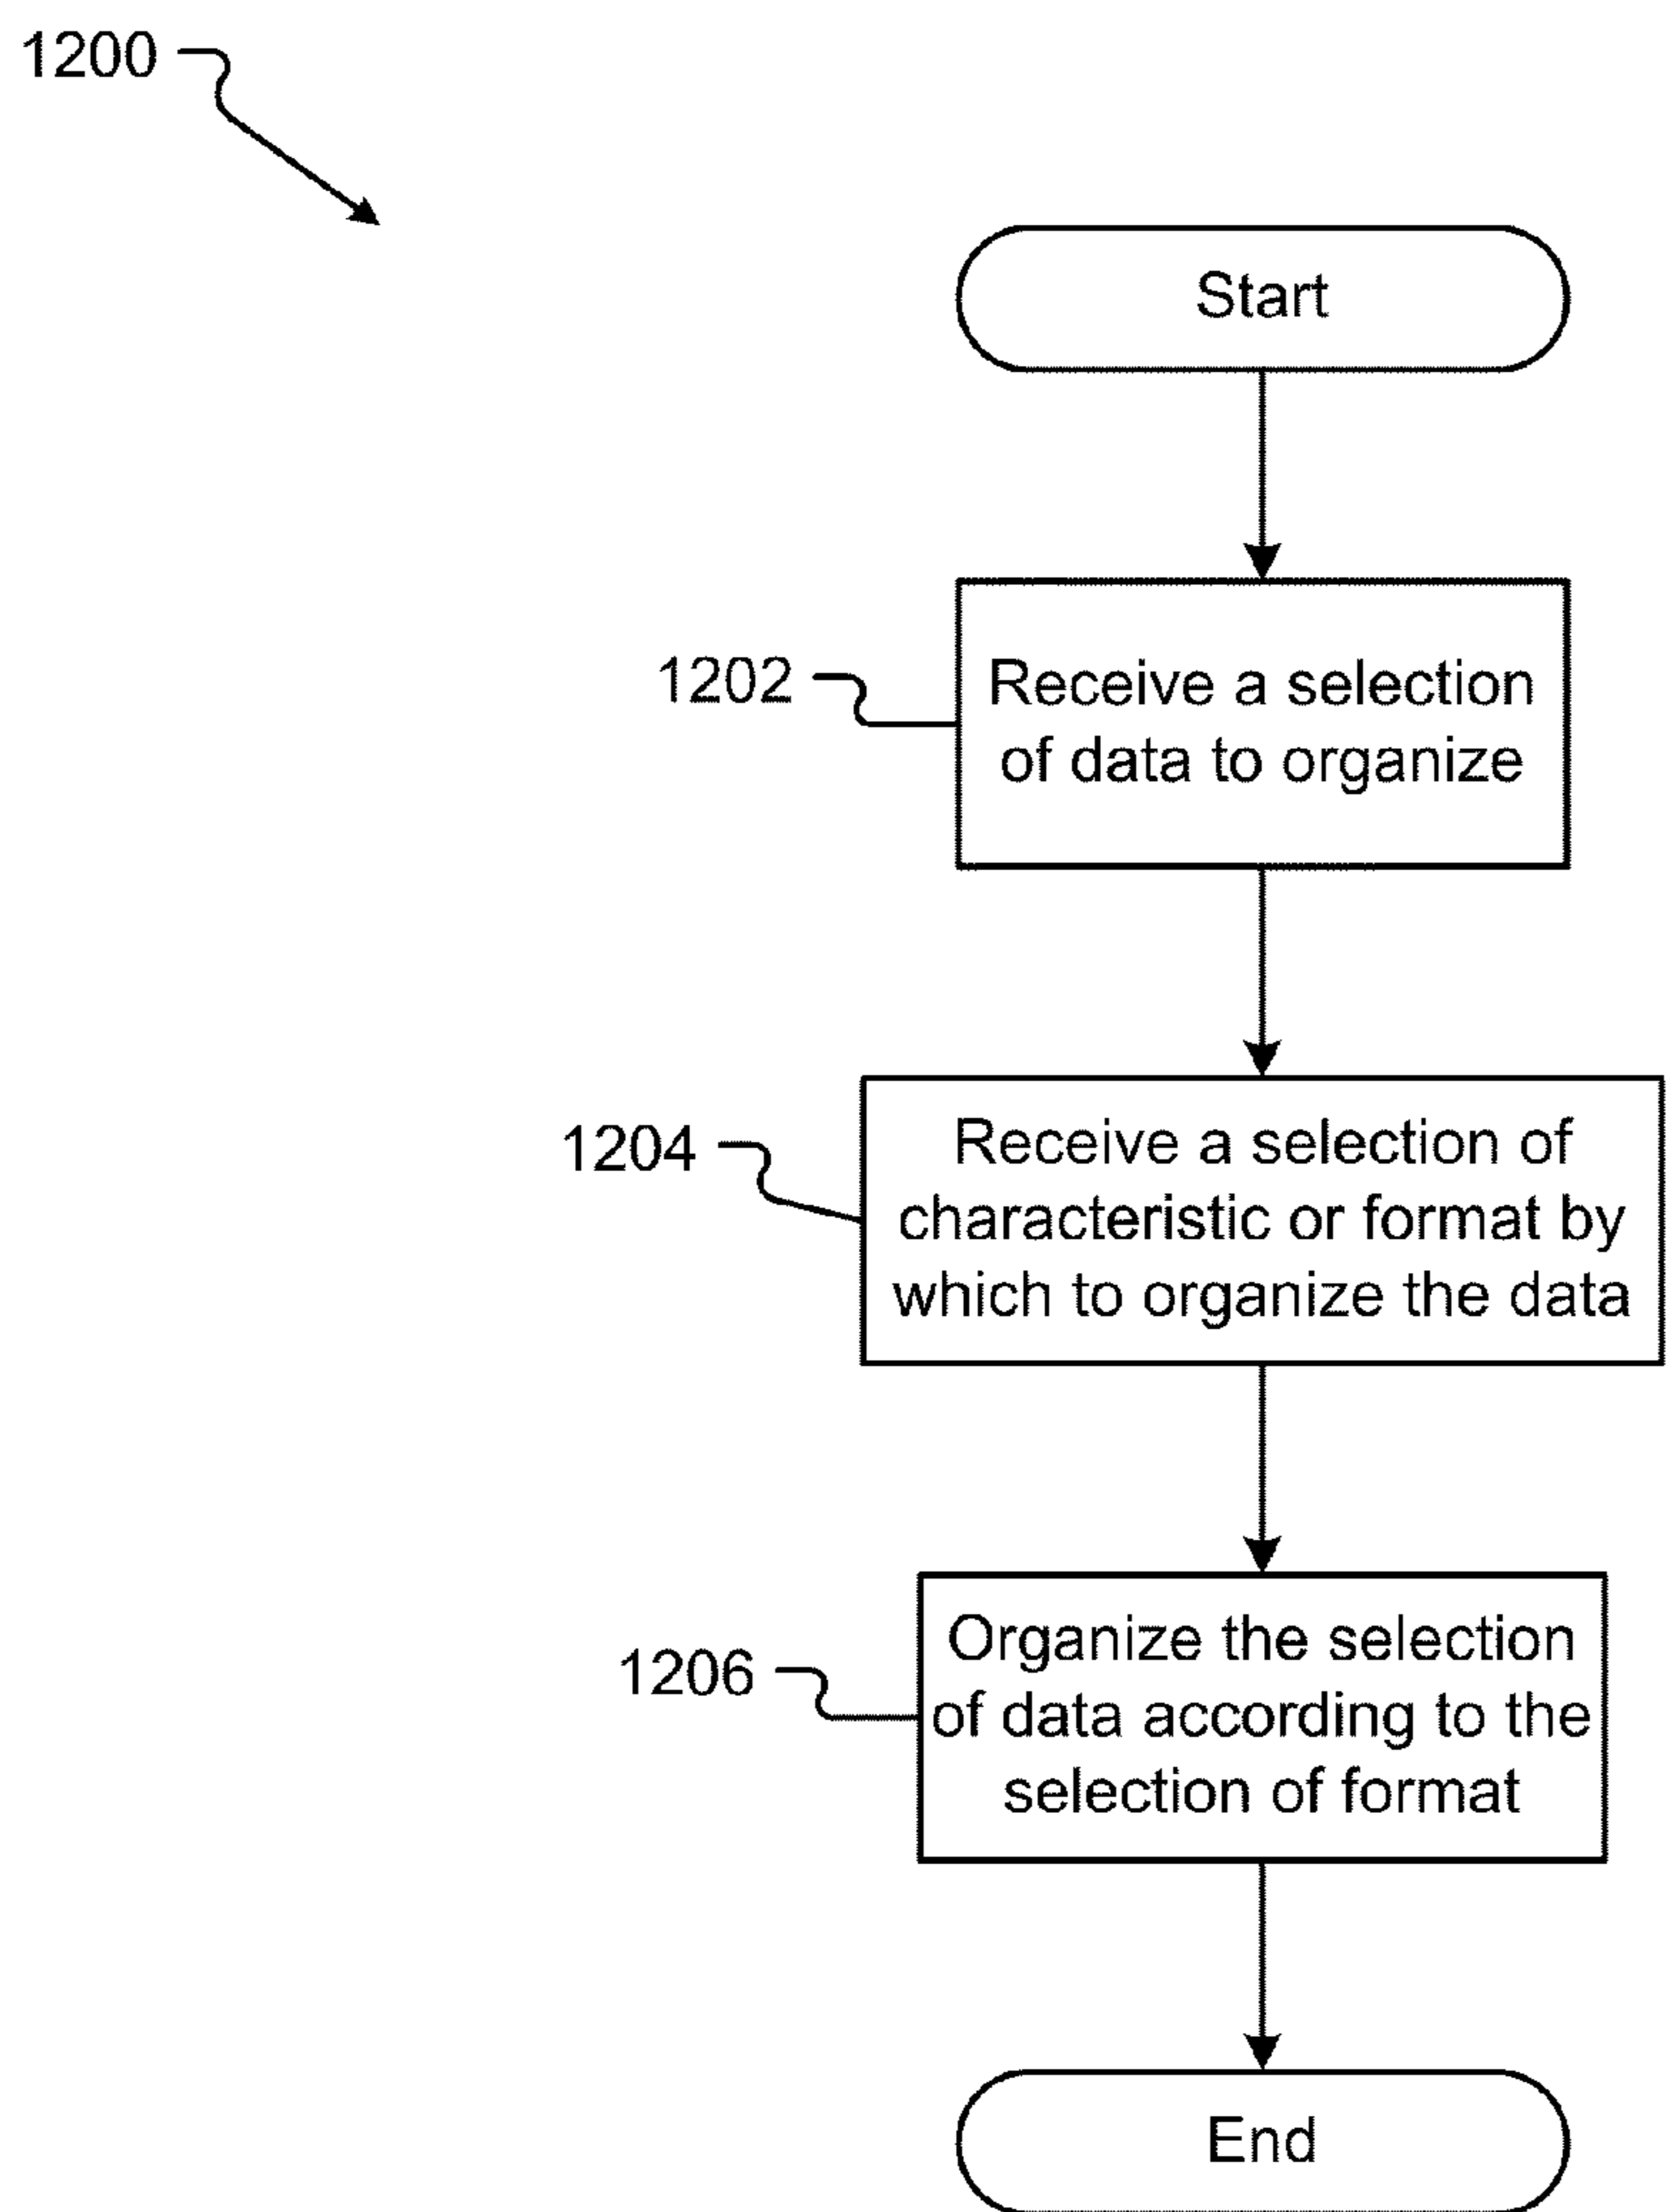 1200
Start
1202
Receive a selection
of data to organize
1204
Receive a selection of
characteristic or format by
which to organize the data
1206
Organize the selection
of data according to the
selection of format
End